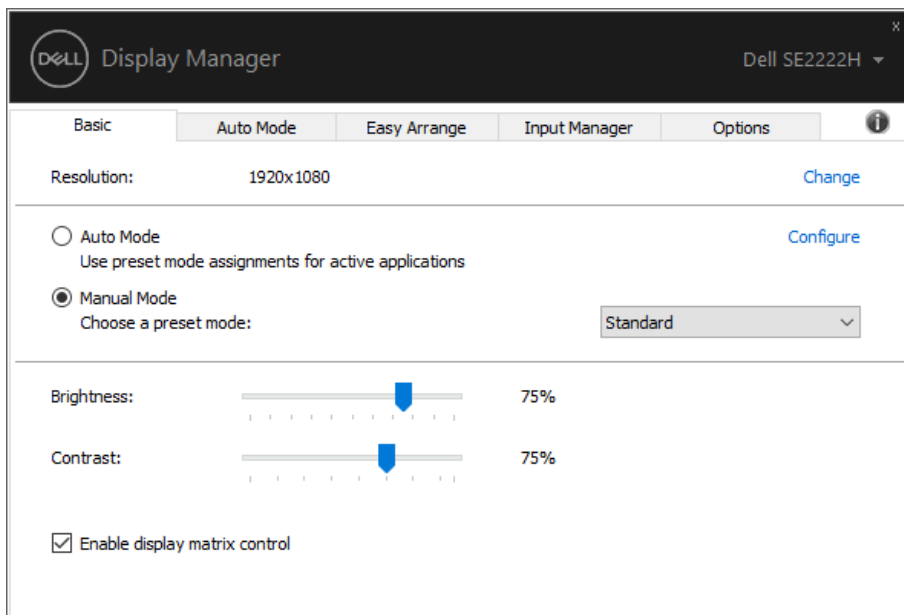 DELL Display Manager
x
Dell SE2222H
Basic
Auto Mode
Easy Arrange
Input Manager
Options
i
Resolution:
1920x1080
Change
Auto Mode
Configure
Use preset mode assignments for active applications
Manual Mode
Choose a preset mode:
Standard
Brightness:
75%
Contrast:
75%
Enable display matrix control